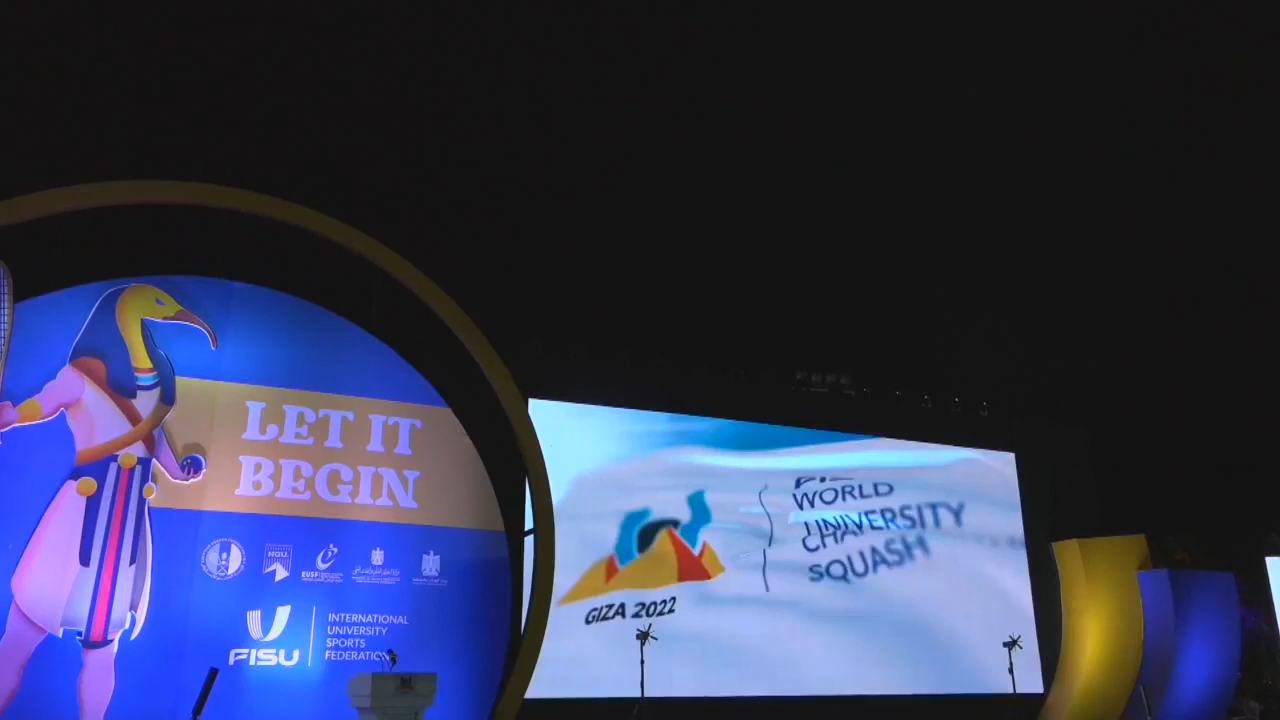 LET IT
BEGIN
NGU
EUSF
FISU
INTERNATIONAL
UNIVERSITY
SPORTS
FEDERATION
GIZA 2022
WORLD
UNIVERSITY
SQUASH